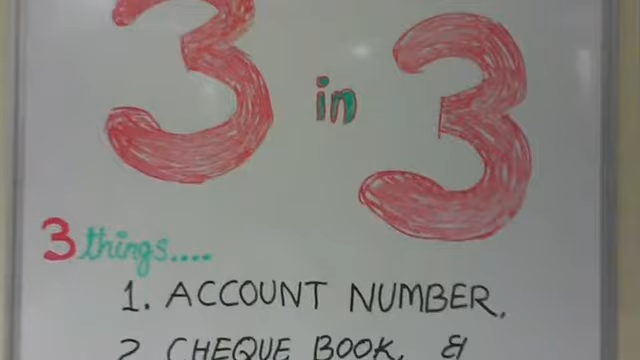 3 in 3
3 things....
1. ACCOUNT NUMBER.
2 CHEQUE BOOK, &